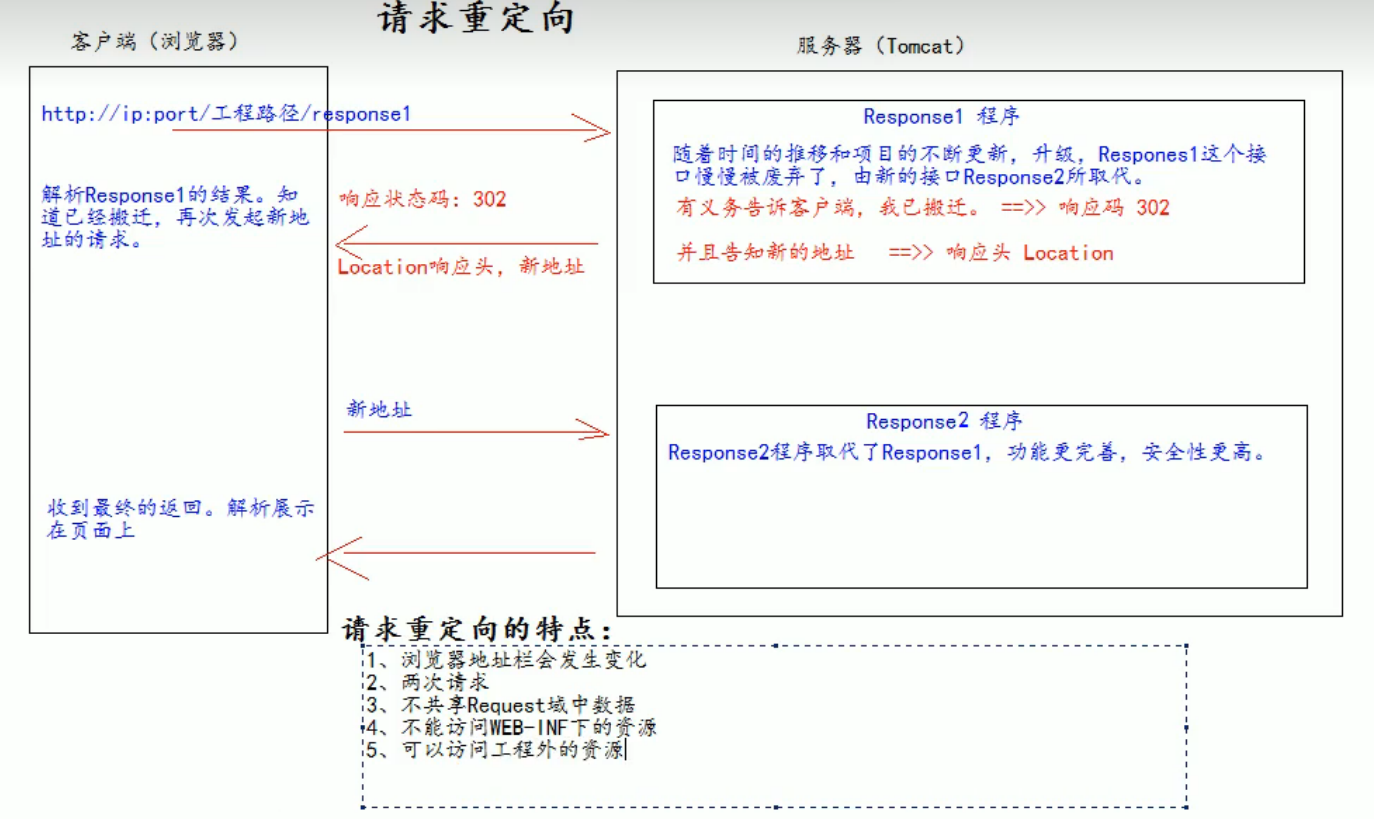 请求重定向
客户端（浏览器）
服务器（Tomcat）
http://ip:port/工程路径/response1
Response1 程序
随着时间的推移和项目的不断更新，升级，Respones1这个接
口慢慢被废弃了，由新的接口Response2所取代。
有义务告诉客户端，我已搬迁。 ==>> 响应码 302
并且告知新的地址 ==>> 响应头 Location
解析Response1的结果。知
道已经搬迁，再次发起新地
址的请求。
响应状态码：302
Location响应头，新地址
新地址
Response2 程序
Response2程序取代了Response1，功能更完善，安全性更高。
收到最终的返回。解析展示
在页面上
请求重定向的特点：
1、浏览器地址栏会发生变化
2、两次请求
3、不共享Request域中数据
4、不能访问WEB-INF下的资源
5、可以访问工程外的资源